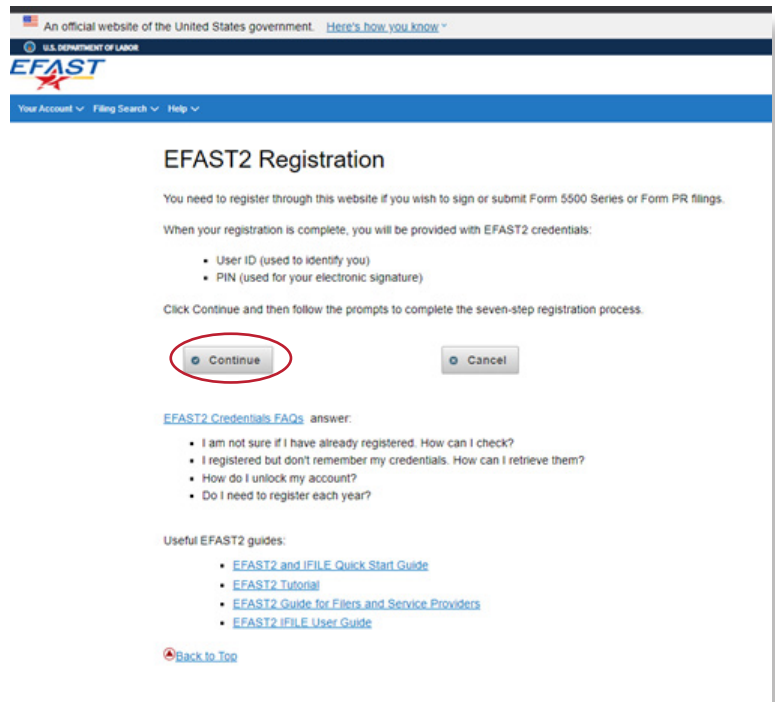 An official website of the United States government. Here's how you know
U.S. DEPARTMENT OF LABOR
EFAST
Your Account Filing Search Help
EFAST2 Registration
You need to register through this website if you wish to sign or submit Form 5500 Series or Form PR filings.
When your registration is complete, you will be provided with EFAST2 credentials:
User ID (used to identify you)
PIN (used for your electronic signature)
Click Continue and then follow the prompts to complete the seven-step registration process.
Continue Cancel
EFAST2 Credentials FAQs answer:
I am not sure if I have already registered. How can I check?
I registered but don't remember my credentials. How can I retrieve them?
How do I unlock my account?
Do I need to register each year?
Useful EFAST2 guides:
EFAST2 and IFILE Quick Start Guide
EFAST2 Tutorial
EFAST2 Guide for Filers and Service Providers
EFAST2 IFILE User Guide
Back to Top